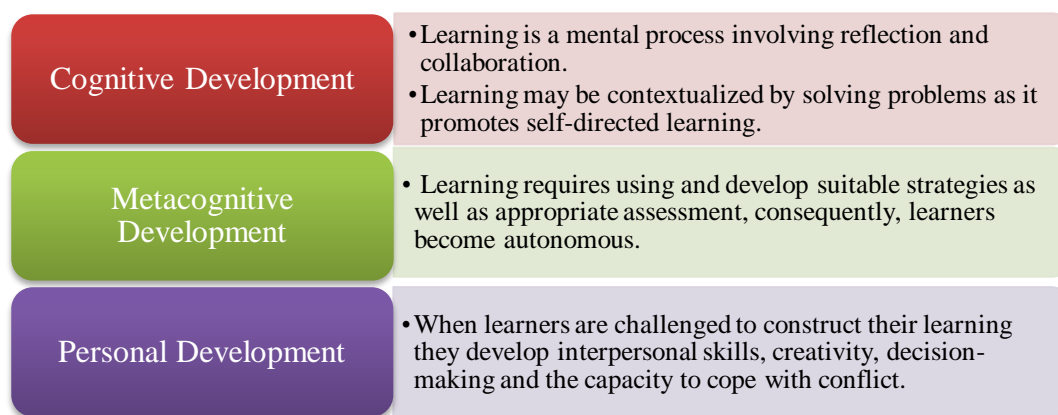 Cognitive Development
•Learning is a mental process involving reflection and
collaboration.
•Learning may be contextualized by solving problems as it
promotes self-directed learning.
Metacognitive
Development
• Learning requires using and develop suitable strategies as
well as appropriate assessment, consequently, learners
become autonomous.
Personal Development
•When learners are challenged to construct their learning
they develop interpersonal skills, creativity, decision-
making and the capacity to cope with conflict.